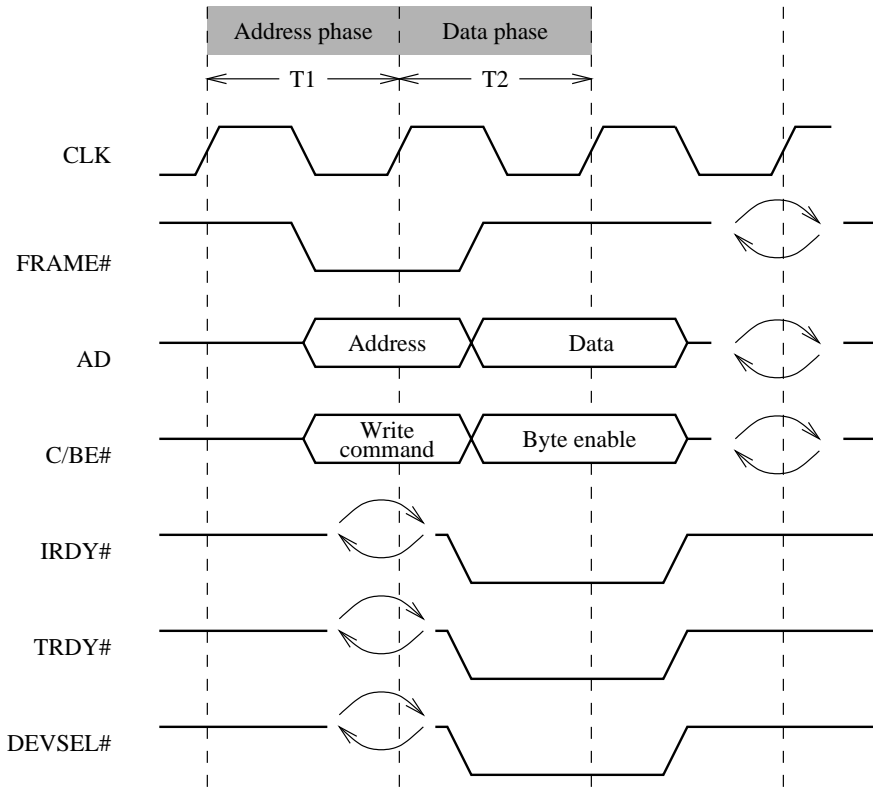 Address phase Data phase
T1 T2
CLK
FRAME#
AD Address Data
C/BE# Write command Byte enable
IRDY#
TRDY#
DEVSEL#